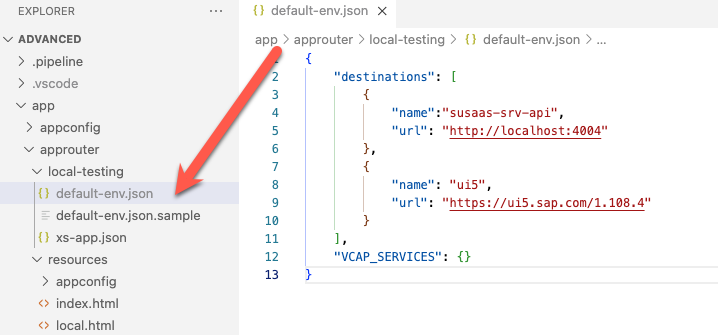 EXPLORER
ADVANCED
.pipeline
.vscode
app
appconfig
approuter
local-testing
{} default-env.json
default-env.json.sample
{} xs-app.json
resources
appconfig
<> index.html
<> local.html
{} default-env.json ×
app > approuter > local-testing > {} default-env.json > ...
1 {
2 "destinations": [
3 {
4 "name":"susaas-srv-api",
5 "url": "http://localhost:4004"
6 },
7 {
8 "name": "ui5",
9 "url": "https://ui5.sap.com/1.108.4"
10 }
11 ],
12 "VCAP_SERVICES": {}
13 }